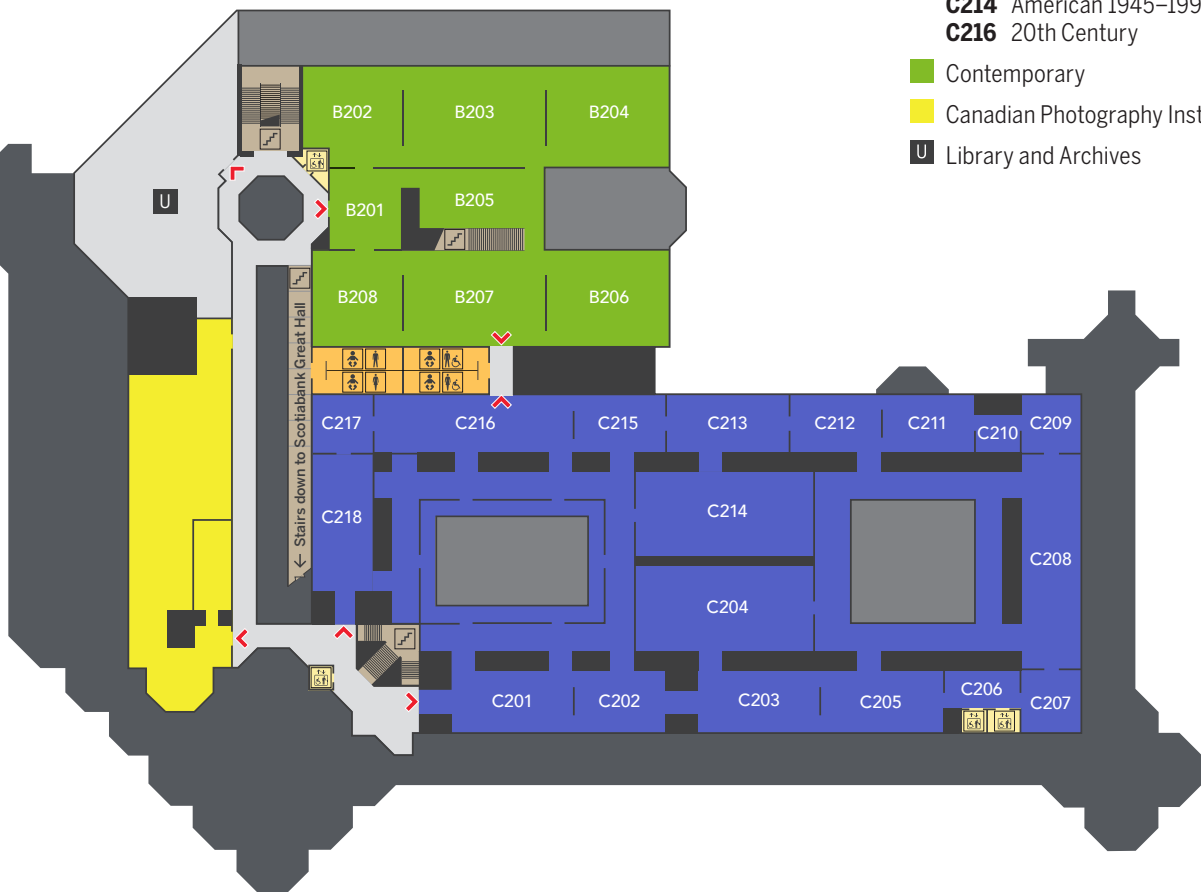 C214 American 1945–199
C216 20th Century
Contemporary
Canadian Photography Inst
U Library and Archives
B202 B203 B204
U
B201 B205
B208 B207 B206
← Stairs down to Scotiabank Great Hall
C217 C216 C215 C213 C212 C211 C210 C209
C218 C214 C208
C204
C201 C202 C203 C205 C206 C207